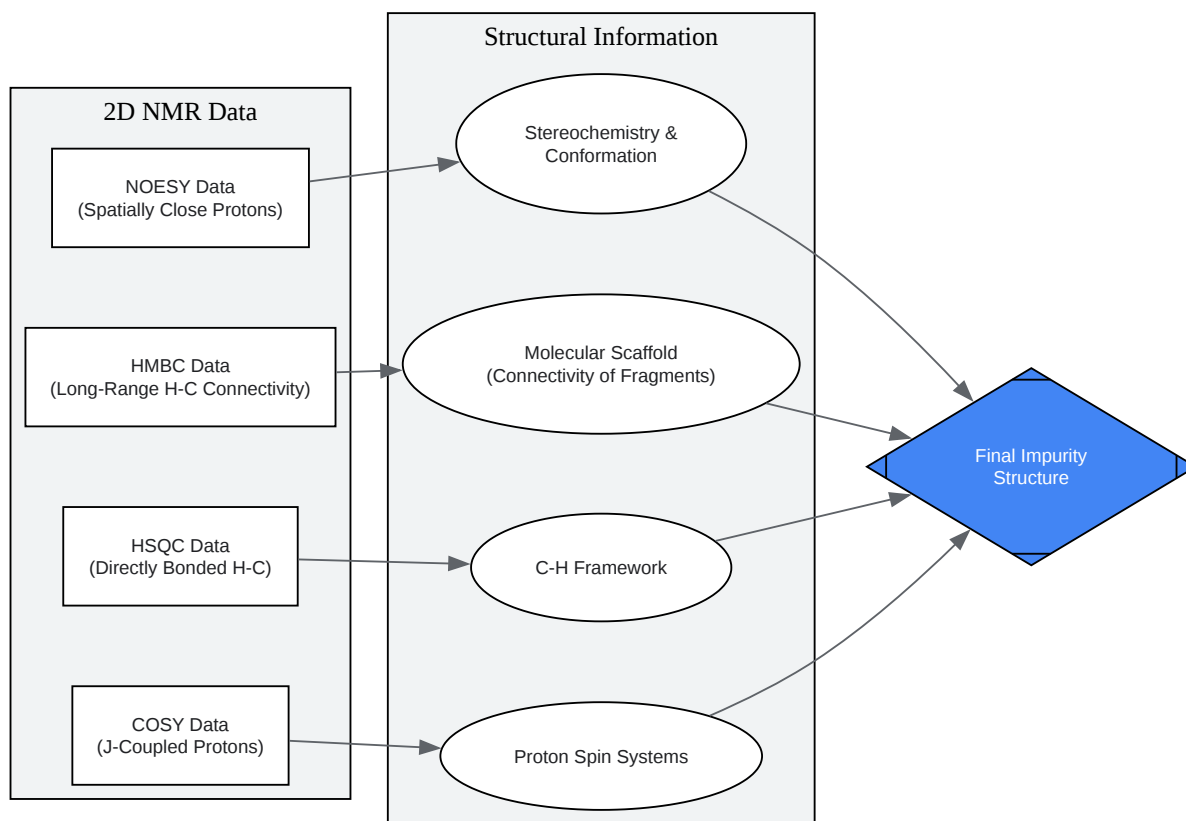 2D NMR Data
NOESY Data
(Spatially Close Protons)
HMBC Data
(Long-Range H-C Connectivity)
HSQC Data
(Directly Bonded H-C)
COSY Data
(J-Coupled Protons)
Structural Information
Stereochemistry &
Conformation
Molecular Scaffold
(Connectivity of Fragments)
C-H Framework
Proton Spin Systems
Final Impurity
Structure